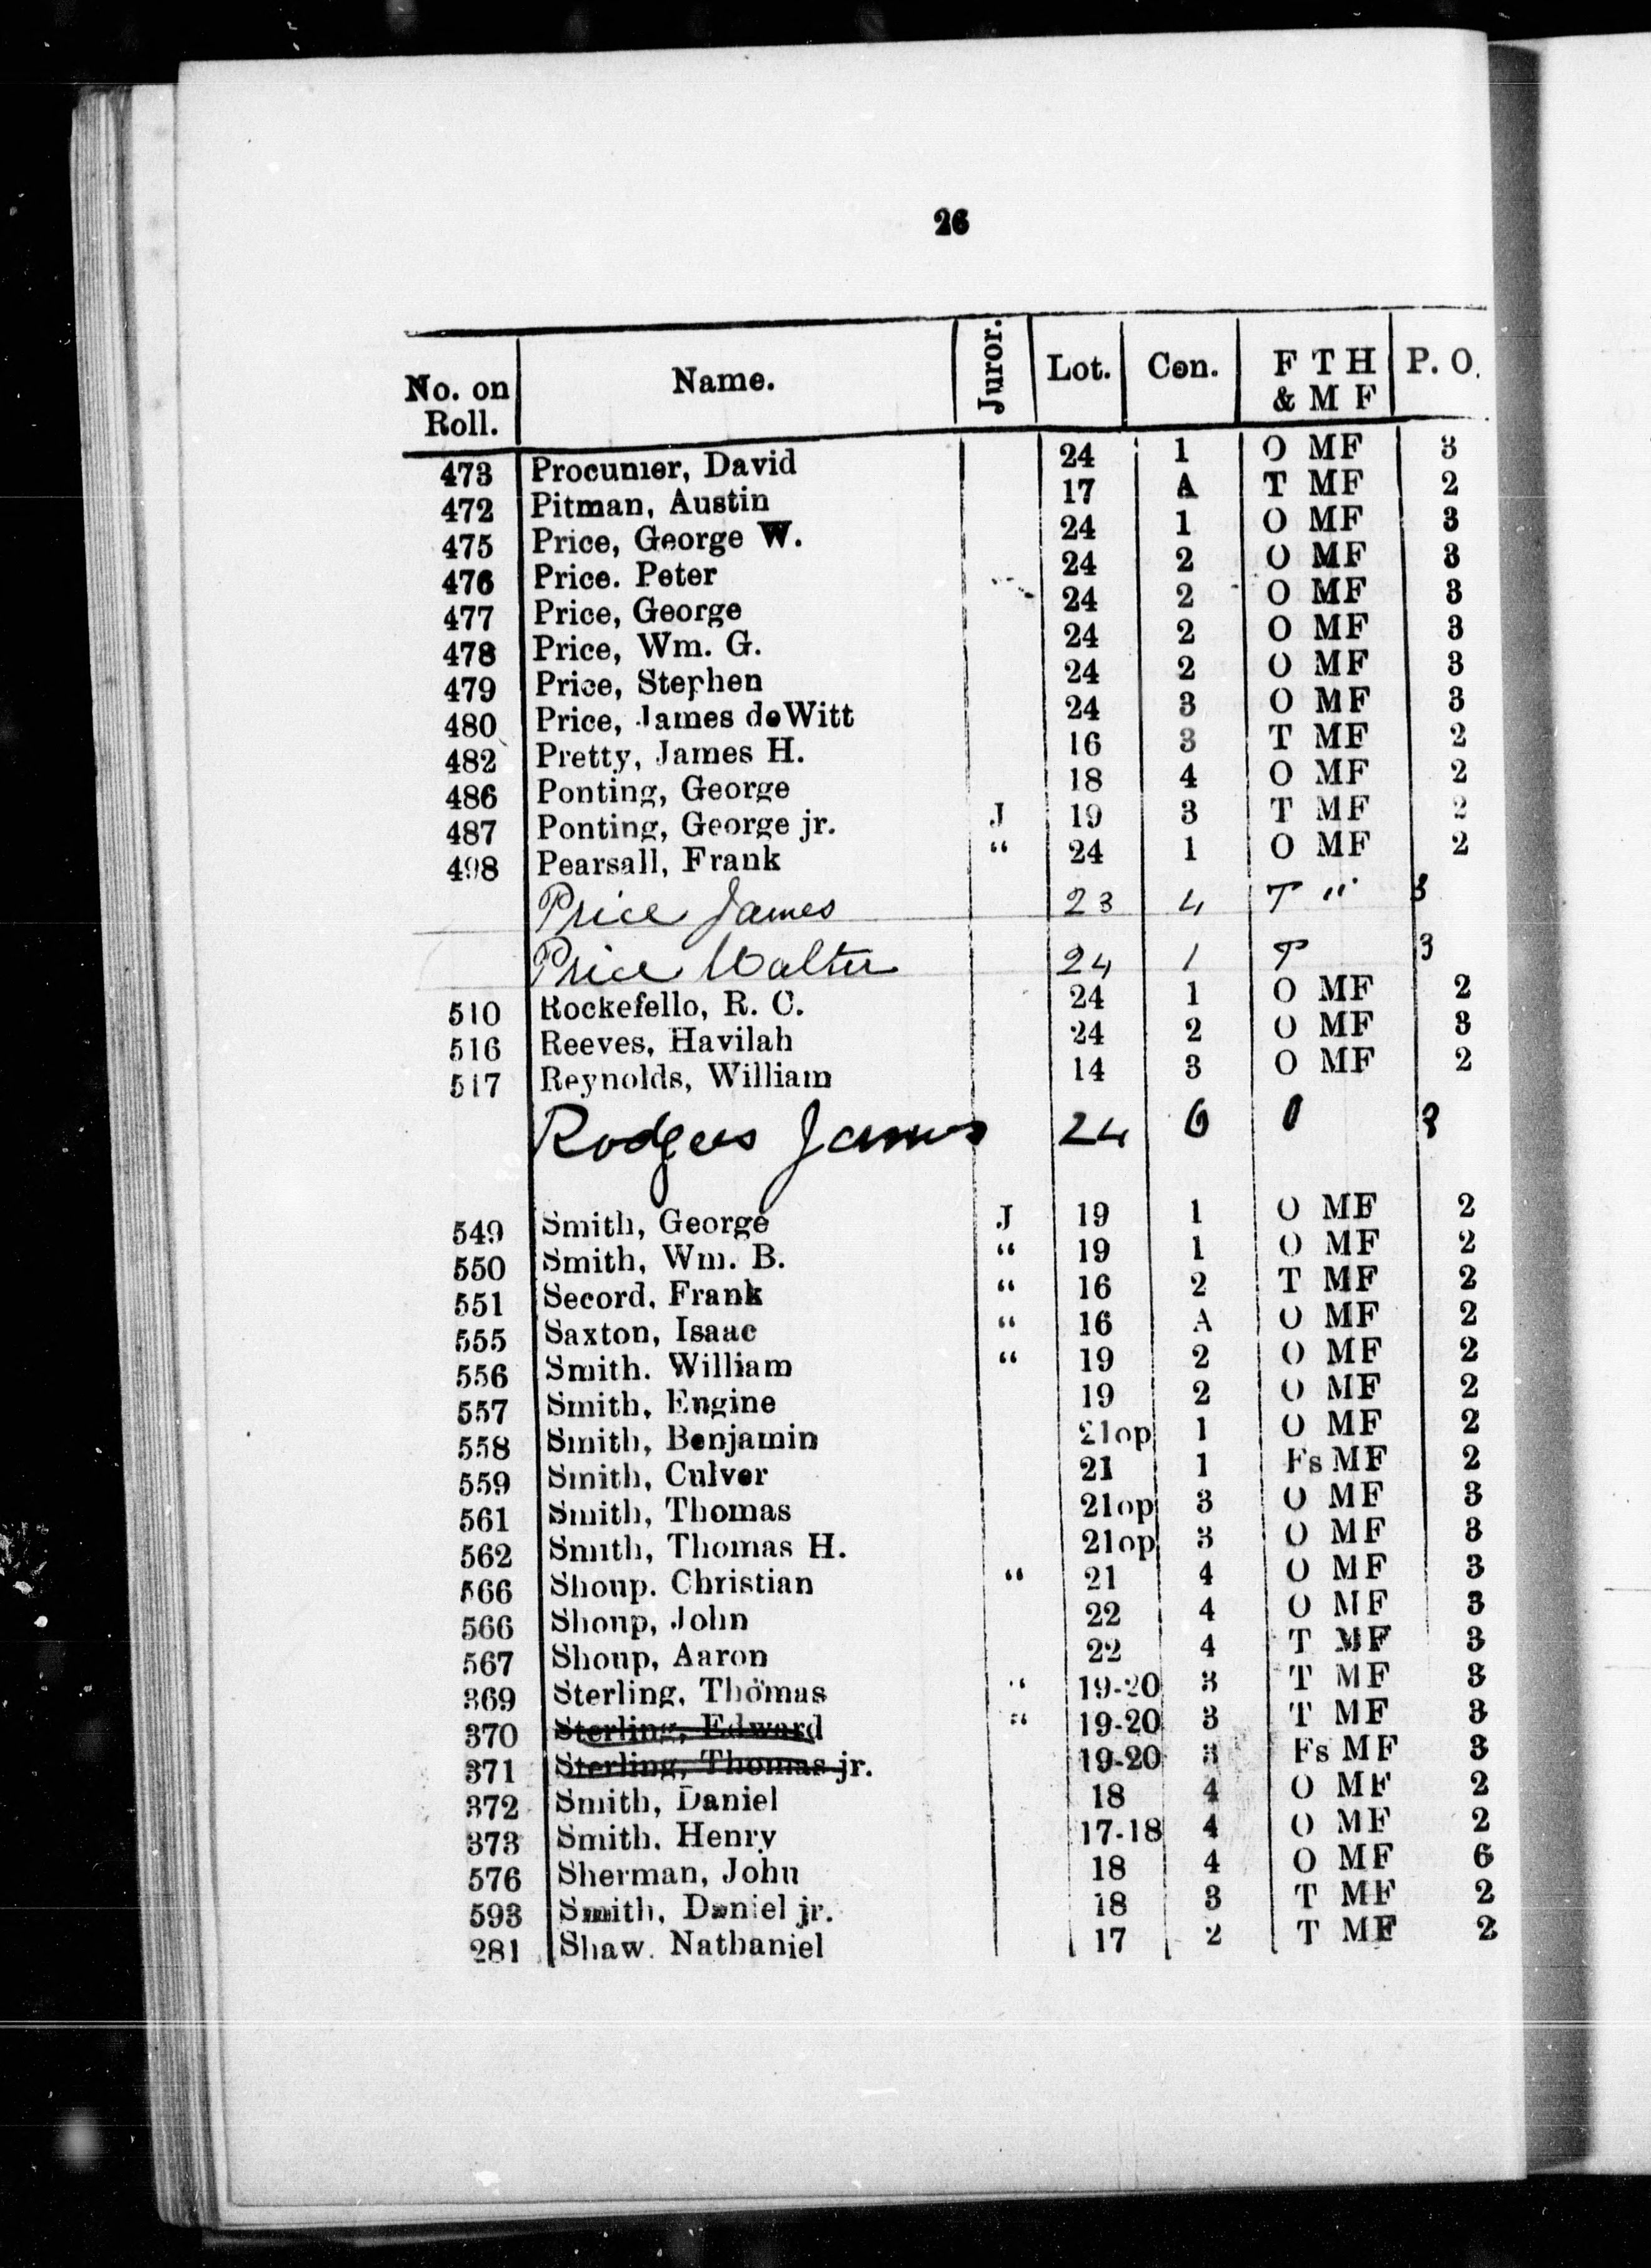 26
No. on Roll. Name. Juror. Lot. Con. F T H & M F P. O.
473 Procunier, David 24 1 O MF 3
472 Pitman, Austin 17 A T MF 2
475 Price, George W. 24 1 O MF 3
476 Price. Peter 24 2 O MF 3
477 Price, George 24 2 O MF 3
478 Price, Wm. G. 24 2 O MF 3
479 Price, Stephen 24 2 O MF 3
480 Price, James deWitt 24 3 O MF 3
482 Pretty, James H. 16 3 T MF 2
486 Ponting, George 18 4 O MF 2
487 Ponting, George jr. J 19 3 T MF 2
498 Pearsall, Frank “ 24 1 O MF 2
Price James 23 4 T " 3
Price Walter 24 1 T 3
510 Rockefello, R. C. 24 1 O MF 2
516 Reeves, Havilah 24 2 O MF 3
517 Reynolds, William 14 3 O MF 2
Rodgers James 24 6 O 3
549 Smith, George J 19 1 O MF 2
550 Smith, Wm. B. “ 19 1 O MF 2
551 Secord, Frank “ 16 2 T MF 2
555 Saxton, Isaac “ 16 A O MF 2
556 Smith. William “ 19 2 O MF 2
557 Smith, Engine 19 2 O MF 2
558 Smith, Benjamin 21op 1 O MF 2
559 Smith, Culver 21 1 Fs MF 2
561 Smith, Thomas 21op 3 O MF 3
562 Smith, Thomas H. 21op 3 O MF 3
566 Shoup. Christian “ 21 4 O MF 3
566 Shoup, John 22 4 O MF 3
567 Shoup, Aaron 22 4 T MF 3
369 Sterling, Thomas “ 19-20 3 T MF 3
370 Sterling, Edward “ 19-20 3 T MF 3
371 Sterling, Thomas jr. 19-20 3 Fs MF 3
372 Smith, Daniel 18 4 O MF 2
373 Smith. Henry 17-18 4 O MF 2
576 Sherman, John 18 4 O MF 6
593 Smith, Daniel jr. 18 3 T MF 2
281 Shaw. Nathaniel 17 2 T MF 2